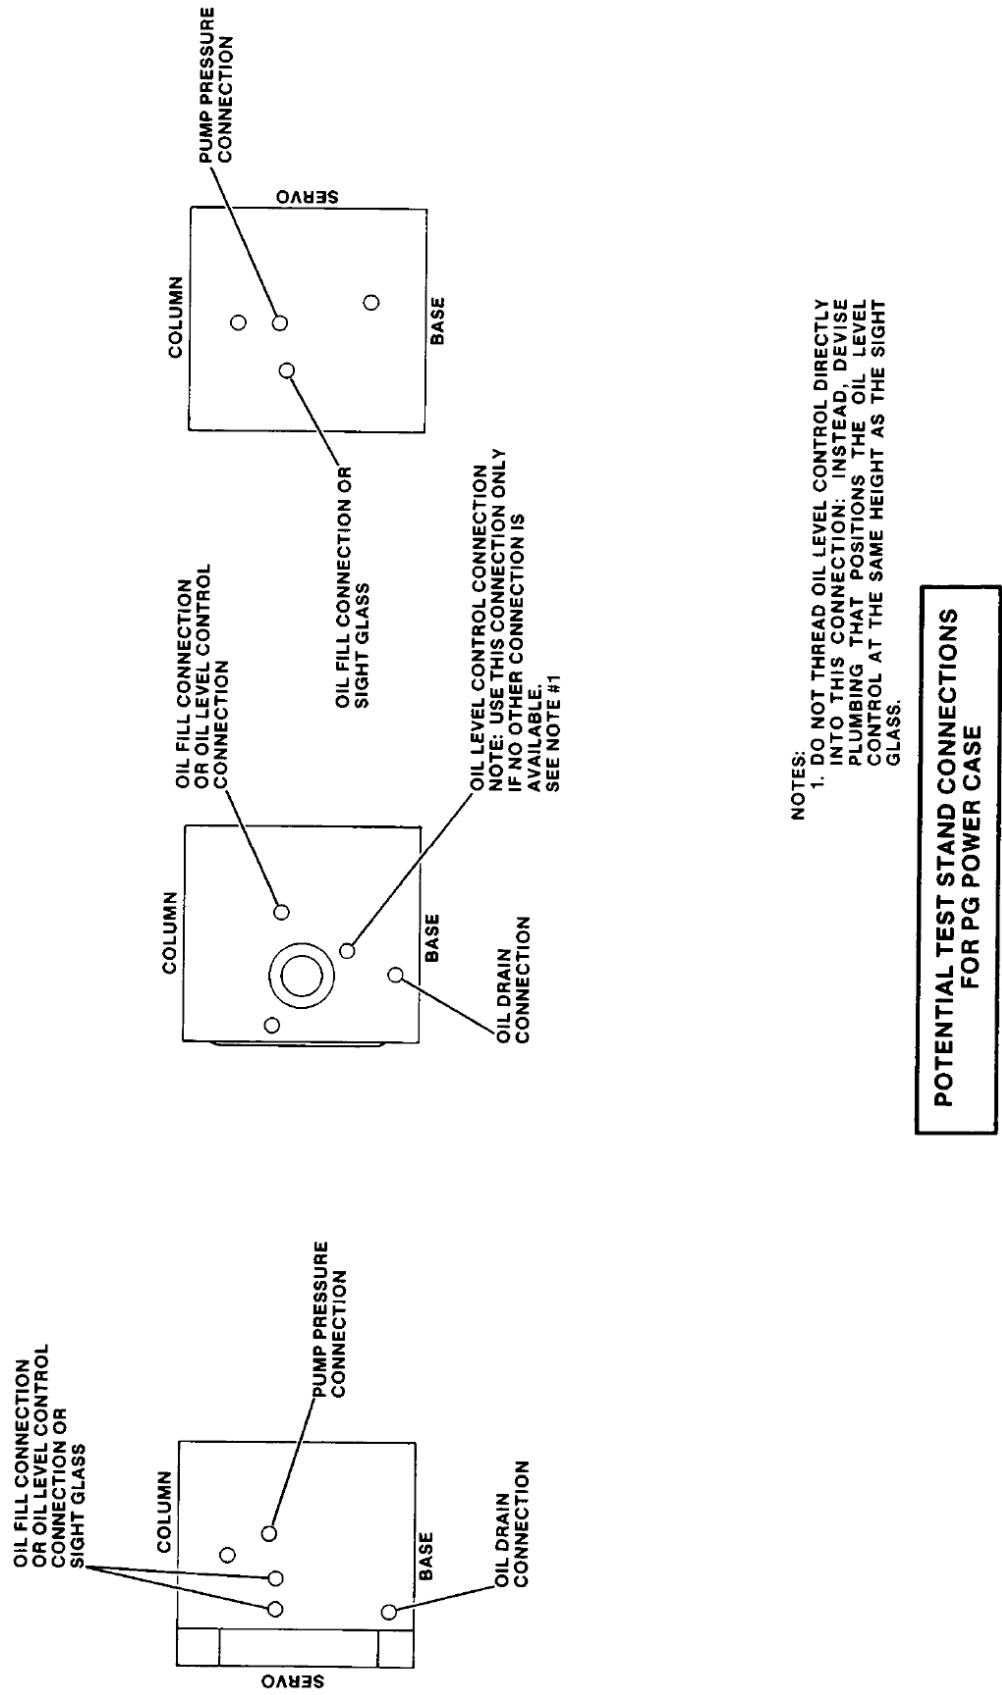 OIL FILL CONNECTION
OR OIL LEVEL CONTROL
CONNECTION OR
SIGHT GLASS
COLUMN
SERVO
PUMP PRESSURE
CONNECTION
BASE
OIL DRAIN
CONNECTION
OIL FILL CONNECTION
OR OIL LEVEL CONTROL
CONNECTION
COLUMN
BASE
OIL DRAIN
CONNECTION
OIL LEVEL CONTROL CONNECTION
NOTE: USE THIS CONNECTION ONLY
IF NO OTHER CONNECTION IS
AVAILABLE.
SEE NOTE #1
PUMP PRESSURE
CONNECTION
COLUMN
SERVO
BASE
OIL FILL CONNECTION OR
SIGHT GLASS
NOTES:
1. DO NOT THREAD OIL LEVEL CONTROL DIRECTLY
INTO THIS CONNECTION: INSTEAD, DEVISE
PLUMBING THAT POSITIONS THE OIL LEVEL
CONTROL AT THE SAME HEIGHT AS THE SIGHT
GLASS.
POTENTIAL TEST STAND CONNECTIONS
FOR PG POWER CASE